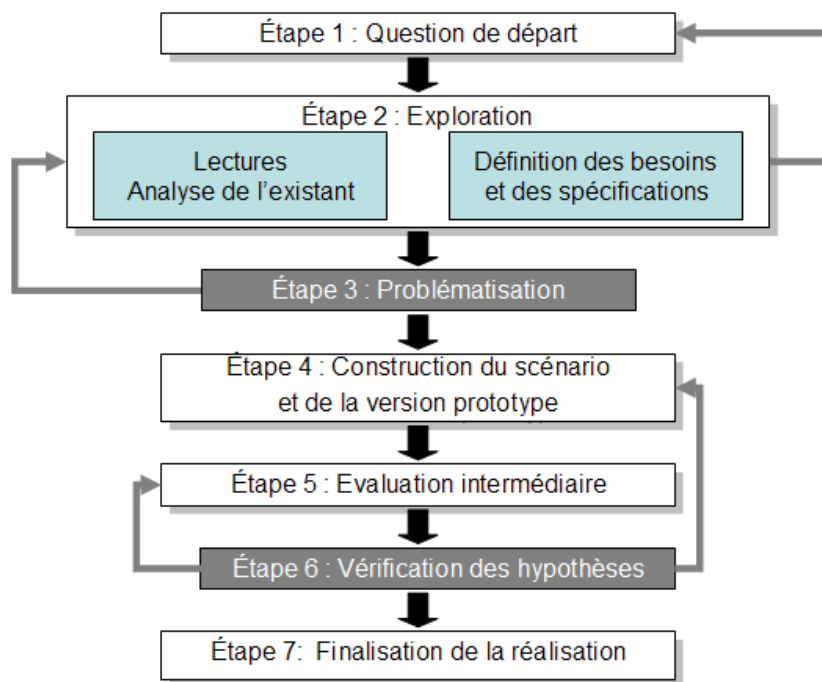 Étape 1 : Question de départ
Étape 2 : Exploration
Lectures
Analyse de l'existant
Définition des besoins
et des spécifications
Étape 3 : Problématisation
Étape 4 : Construction du scénario
et de la version prototype
Étape 5 : Evaluation intermédiaire
Étape 6 : Vérification des hypothèses
Étape 7:  Finalisation de la réalisation